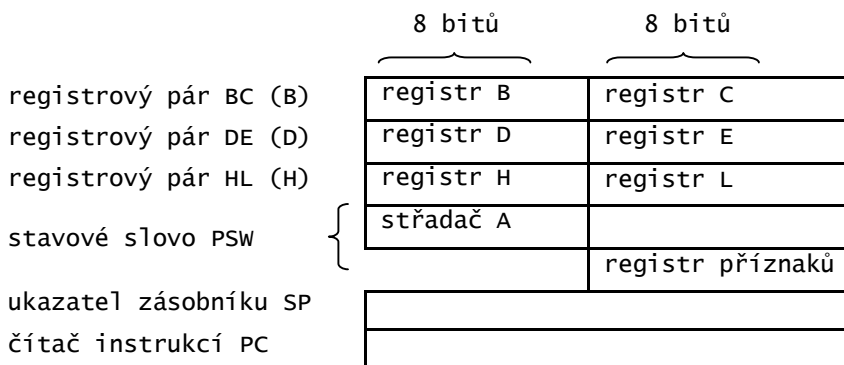 8 bitů 8 bitů
registrový pár BC (B) registr B registr C
registrový pár DE (D) registr D registr E
registrový pár HL (H) registr H registr L
střadač A
stavové slovo PSW
registr příznaků
ukazatel zásobníku SP
čítač instrukcí PC